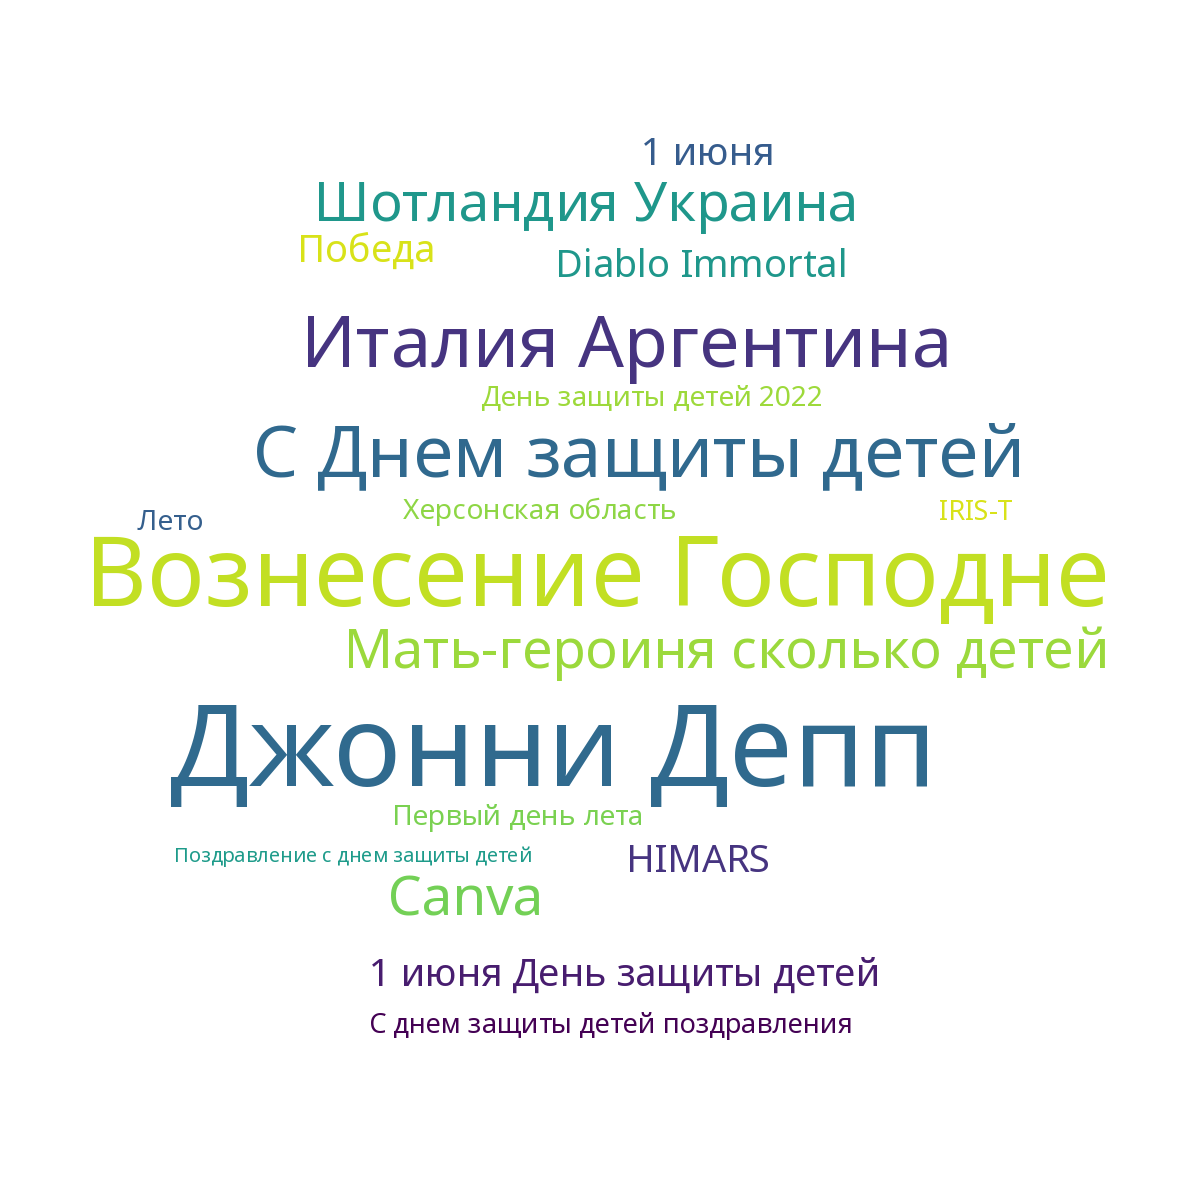 1 июня
Шотландия Украина
Победа
Diablo Immortal
Италия Аргентина
День защиты детей 2022
С Днем защиты детей
Херсонская область
IRIS-T
Лето
Вознесение Господне
Мать-героиня сколько детей
Джонни Депп
Первый день лета
Поздравление с днем защиты детей
HIMARS
Canva
1 июня День защиты детей
С днем защиты детей поздравления